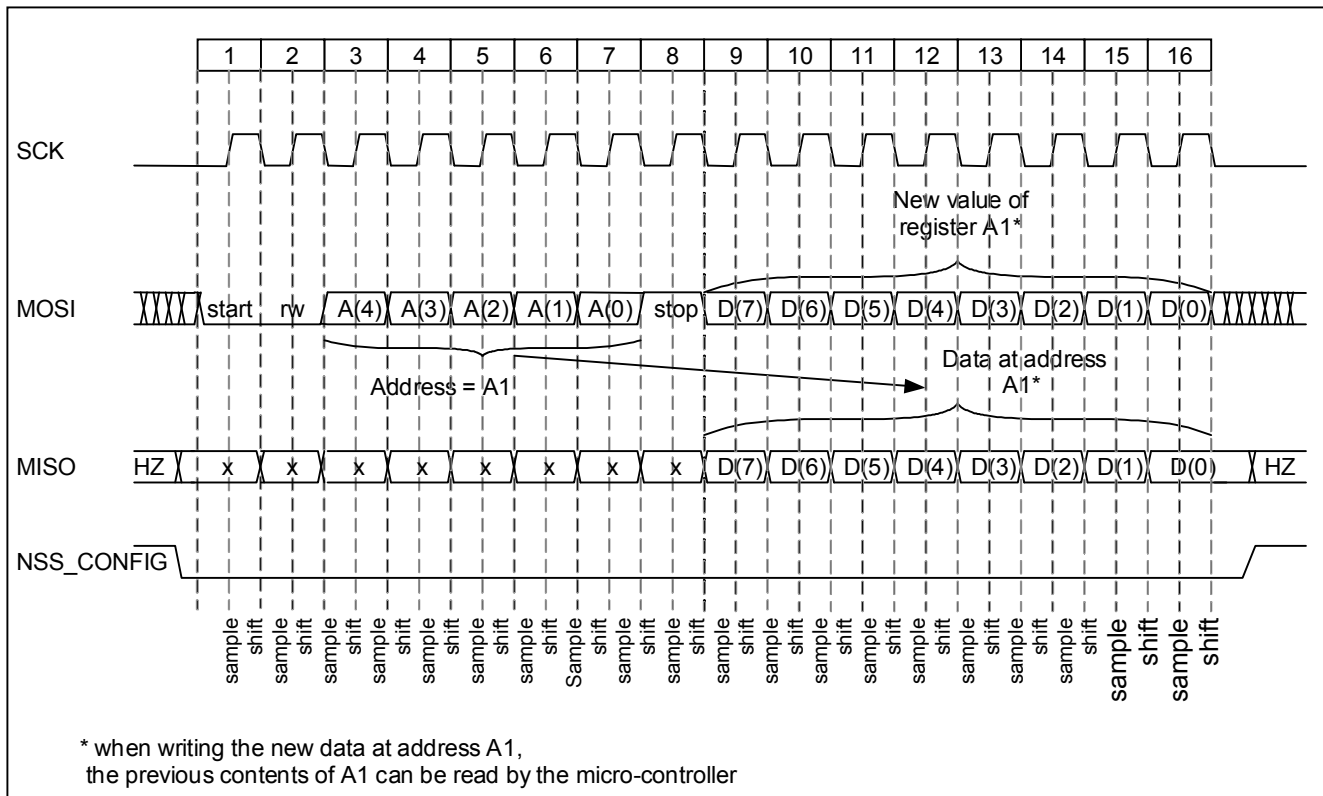 1 2 3 4 5 6 7 8 9 10 11 12 13 14 15 16
SCK
New value of
register A1*
MOSI start rw A(4) A(3) A(2) A(1) A(0) stop D(7) D(6) D(5) D(4) D(3) D(2) D(1) D(0)
Address = A1
Data at address
A1*
MISO HZ x x x x x x x x D(7) D(6) D(5) D(4) D(3) D(2) D(1) D(0) HZ
NSS_CONFIG
sample shift sample shift sample shift sample shift sample shift Sample shift sample shift sample shift sample shift sample shift sample shift sample shift sample shift sample shift sample shift sample shift
* when writing the new data at address A1,
the previous contents of A1 can be read by the micro-controller